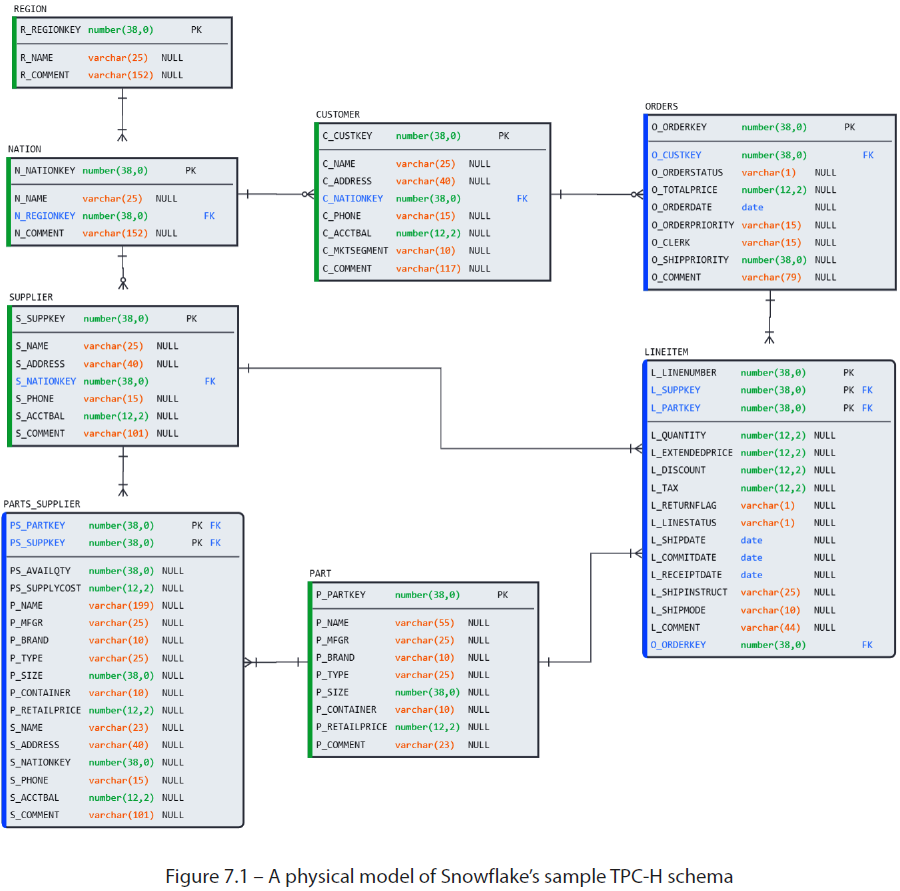 REGION
R_REGIONKEY number(38,0) PK
R_NAME varchar(25) NULL
R_COMMENT varchar(152) NULL
NATION
N_NATIONKEY number(38,0) PK
N_NAME varchar(25) NULL
N_REGIONKEY number(38,0) FK
N_COMMENT varchar(152) NULL
CUSTOMER
C_CUSTKEY number(38,0) PK
C_NAME varchar(25) NULL
C_ADDRESS varchar(40) NULL
C_NATIONKEY number(38,0) FK
C_PHONE varchar(15) NULL
C_ACCTBAL number(12,2) NULL
C_MKTSEGMENT varchar(10) NULL
C_COMMENT varchar(117) NULL
ORDERS
O_ORDERKEY number(38,0) PK
O_CUSTKEY number(38,0) FK
O_ORDERSTATUS varchar(1) NULL
O_TOTALPRICE number(12,2) NULL
O_ORDERDATE date NULL
O_ORDERPRIORITY varchar(15) NULL
O_CLERK varchar(15) NULL
O_SHIPPRIORITY number(38,0) NULL
O_COMMENT varchar(79) NULL
SUPPLIER
S_SUPPKEY number(38,0) PK
S_NAME varchar(25) NULL
S_ADDRESS varchar(40) NULL
S_NATIONKEY number(38,0) FK
S_PHONE varchar(15) NULL
S_ACCTBAL number(12,2) NULL
S_COMMENT varchar(101) NULL
LINEITEM
L_LINENUMBER number(38,0) PK
L_SUPPKEY number(38,0) PK FK
L_PARTKEY number(38,0) PK FK
L_QUANTITY number(12,2) NULL
L_EXTENDEDPRICE number(12,2) NULL
L_DISCOUNT number(12,2) NULL
L_TAX number(12,2) NULL
L_RETURNFLAG varchar(1) NULL
L_LINESTATUS varchar(1) NULL
L_SHIPDATE date NULL
L_COMMITDATE date NULL
L_RECEIPTDATE date NULL
L_SHIPINSTRUCT varchar(25) NULL
L_SHIPMODE varchar(10) NULL
L_COMMENT varchar(44) NULL
O_ORDERKEY number(38,0) FK
PARTS_SUPPLIER
PS_PARTKEY number(38,0) PK FK
PS_SUPPKEY number(38,0) PK FK
PS_AVAILQTY number(38,0) NULL
PS_SUPPLYCOST number(12,2) NULL
P_NAME varchar(199) NULL
P_MFGR varchar(25) NULL
P_BRAND varchar(10) NULL
P_TYPE varchar(25) NULL
P_SIZE number(38,0) NULL
P_CONTAINER varchar(10) NULL
P_RETAILPRICE number(12,2) NULL
S_NAME varchar(23) NULL
S_ADDRESS varchar(40) NULL
S_NATIONKEY number(38,0) NULL
S_PHONE varchar(15) NULL
S_ACCTBAL number(12,2) NULL
S_COMMENT varchar(101) NULL
PART
P_PARTKEY number(38,0) PK
P_NAME varchar(55) NULL
P_MFGR varchar(25) NULL
P_BRAND varchar(10) NULL
P_TYPE varchar(25) NULL
P_SIZE number(38,0) NULL
P_CONTAINER varchar(10) NULL
P_RETAILPRICE number(12,2) NULL
P_COMMENT varchar(23) NULL
Figure 7.1 – A physical model of Snowflake’s sample TPC-H schema